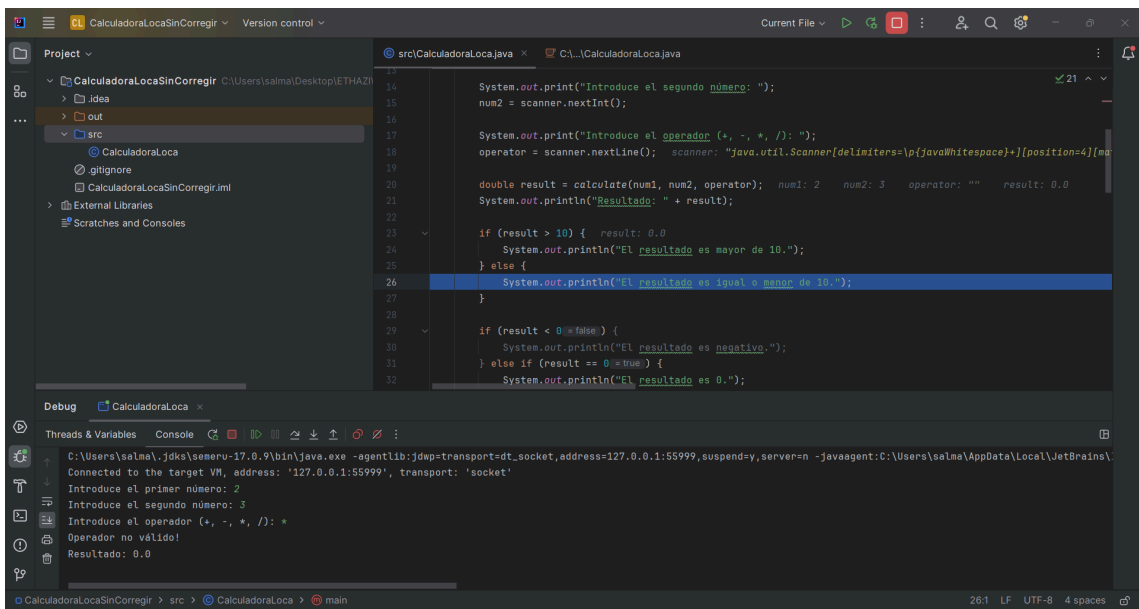 CL CalculadoraLocaSinCorregir Version control Current File
Project
src\CalculadoraLoca.java C:\...\CalculadoraLoca.java
CalculadoraLocaSinCorregir C:\Users\salma\Desktop\ETHAZI\
.idea
out
src
CalculadoraLoca
.gitignore
CalculadoraLocaSinCorregir.iml
External Libraries
Scratches and Consoles
21
13
14 System.out.print("Introduce el segundo número: ");
15 num2 = scanner.nextInt();
16
17 System.out.print("Introduce el operador (+, -, *, /): ");
18 operator = scanner.nextLine(); scanner: "java.util.Scanner[delimiters=\p{javaWhitespace}+][position=4][ma
19
20 double result = calculate(num1, num2, operator); num1: 2 num2: 3 operator: "" result: 0.0
21 System.out.println("Resultado: " + result);
22
23 if (result > 10) { result: 0.0
24 System.out.println("El resultado es mayor de 10.");
25 } else {
26 System.out.println("El resultado es igual o menor de 10.");
27 }
28
29 if (result < 0 = false ) {
30 System.out.println("El resultado es negativo.");
31 } else if (result == 0 = true ) {
32 System.out.println("El resultado es 0.");
Debug CalculadoraLoca
Threads & Variables Console
C:\Users\salma\.jdks\semeru-17.0.9\bin\java.exe -agentlib:jdwp=transport=dt_socket,address=127.0.0.1:55999,suspend=y,server=n -javaagent:C:\Users\salma\AppData\Local\JetBrains\
Connected to the target VM, address: '127.0.0.1:55999', transport: 'socket'
Introduce el primer número: 2
Introduce el segundo número: 3
Introduce el operador (+, -, *, /): *
Operador no válido!
Resultado: 0.0
CalculadoraLocaSinCorregir > src > CalculadoraLoca > main 26:1 LF UTF-8 4 spaces